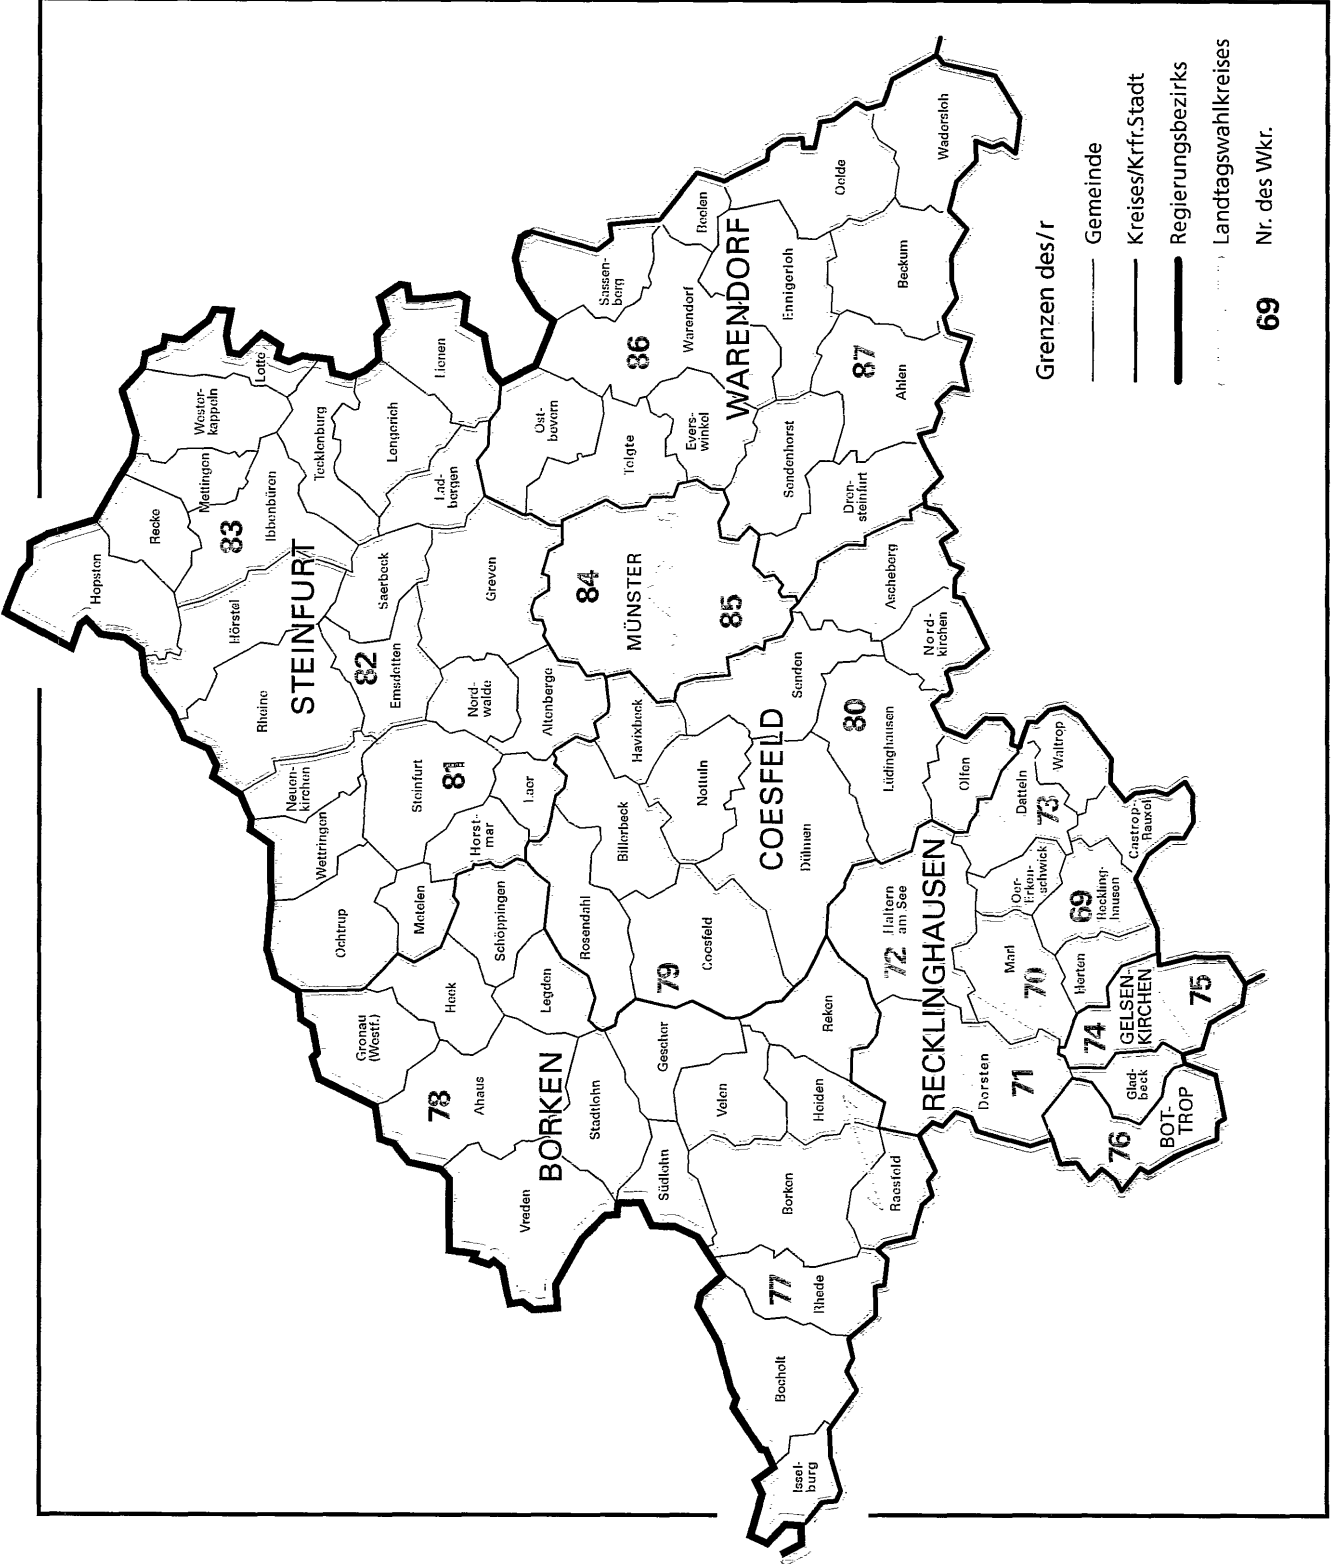 Hopsten
Recke
Mettingen
Wester-
kappeln
Lotte
83
Ibbenbüren
Hörstel
Tecklenburg
Lengerich
Lienen
Lad-
bergen
Rheine
STEINFURT
Saerbeck
82
Emsdetten
Greven
Neuen-
kirchen
Wettringen
Steinfurt
81
Nord-
walde
Altenberge
Laer
Horst-
mar
Ochtrup
Metelen
Schöppingen
Gronau
(Westf.)
Heek
Legden
78
Ahaus
BORKEN
Stadtlohn
Vreden
Südlohn
Gescher
Velen
Heiden
Reken
Borken
Raesfeld
77
Rhede
Bocholt
Issel-
burg
Rosendahl
Billerbeck
Havixbeck
Nottuln
79
Coesfeld
COESFELD
Dülmen
Senden
80
Lüdinghausen
Olfen
Nord-
kirchen
Ascheberg
84
MÜNSTER
85
Ost-
bevern
Telgte
Sassen-
berg
86
Warendorf
Beelen
WARENDORF
Evers-
winkel
Ennigerloh
Oelde
Sendenhorst
Dren-
steinfurt
87
Ahlen
Beckum
Wadersloh
72
Haltern
am See
RECKLINGHAUSEN
Dorsten
71
Marl
70
Oer-
Erken-
schwick
Datteln
73
Waltrop
Castrop-
Rauxel
69
Reckling-
hausen
Herten
74
GELSEN-
KIRCHEN
75
Glad-
beck
76
BOT-
TROP
Grenzen des/r
Gemeinde
Kreises/Krfr.Stadt
Regierungsbezirks
Landtagswahlkreises
69 Nr. des Wkr.